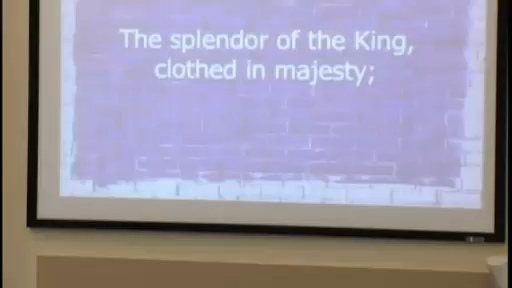 The splendor of the King,
clothed in majesty;